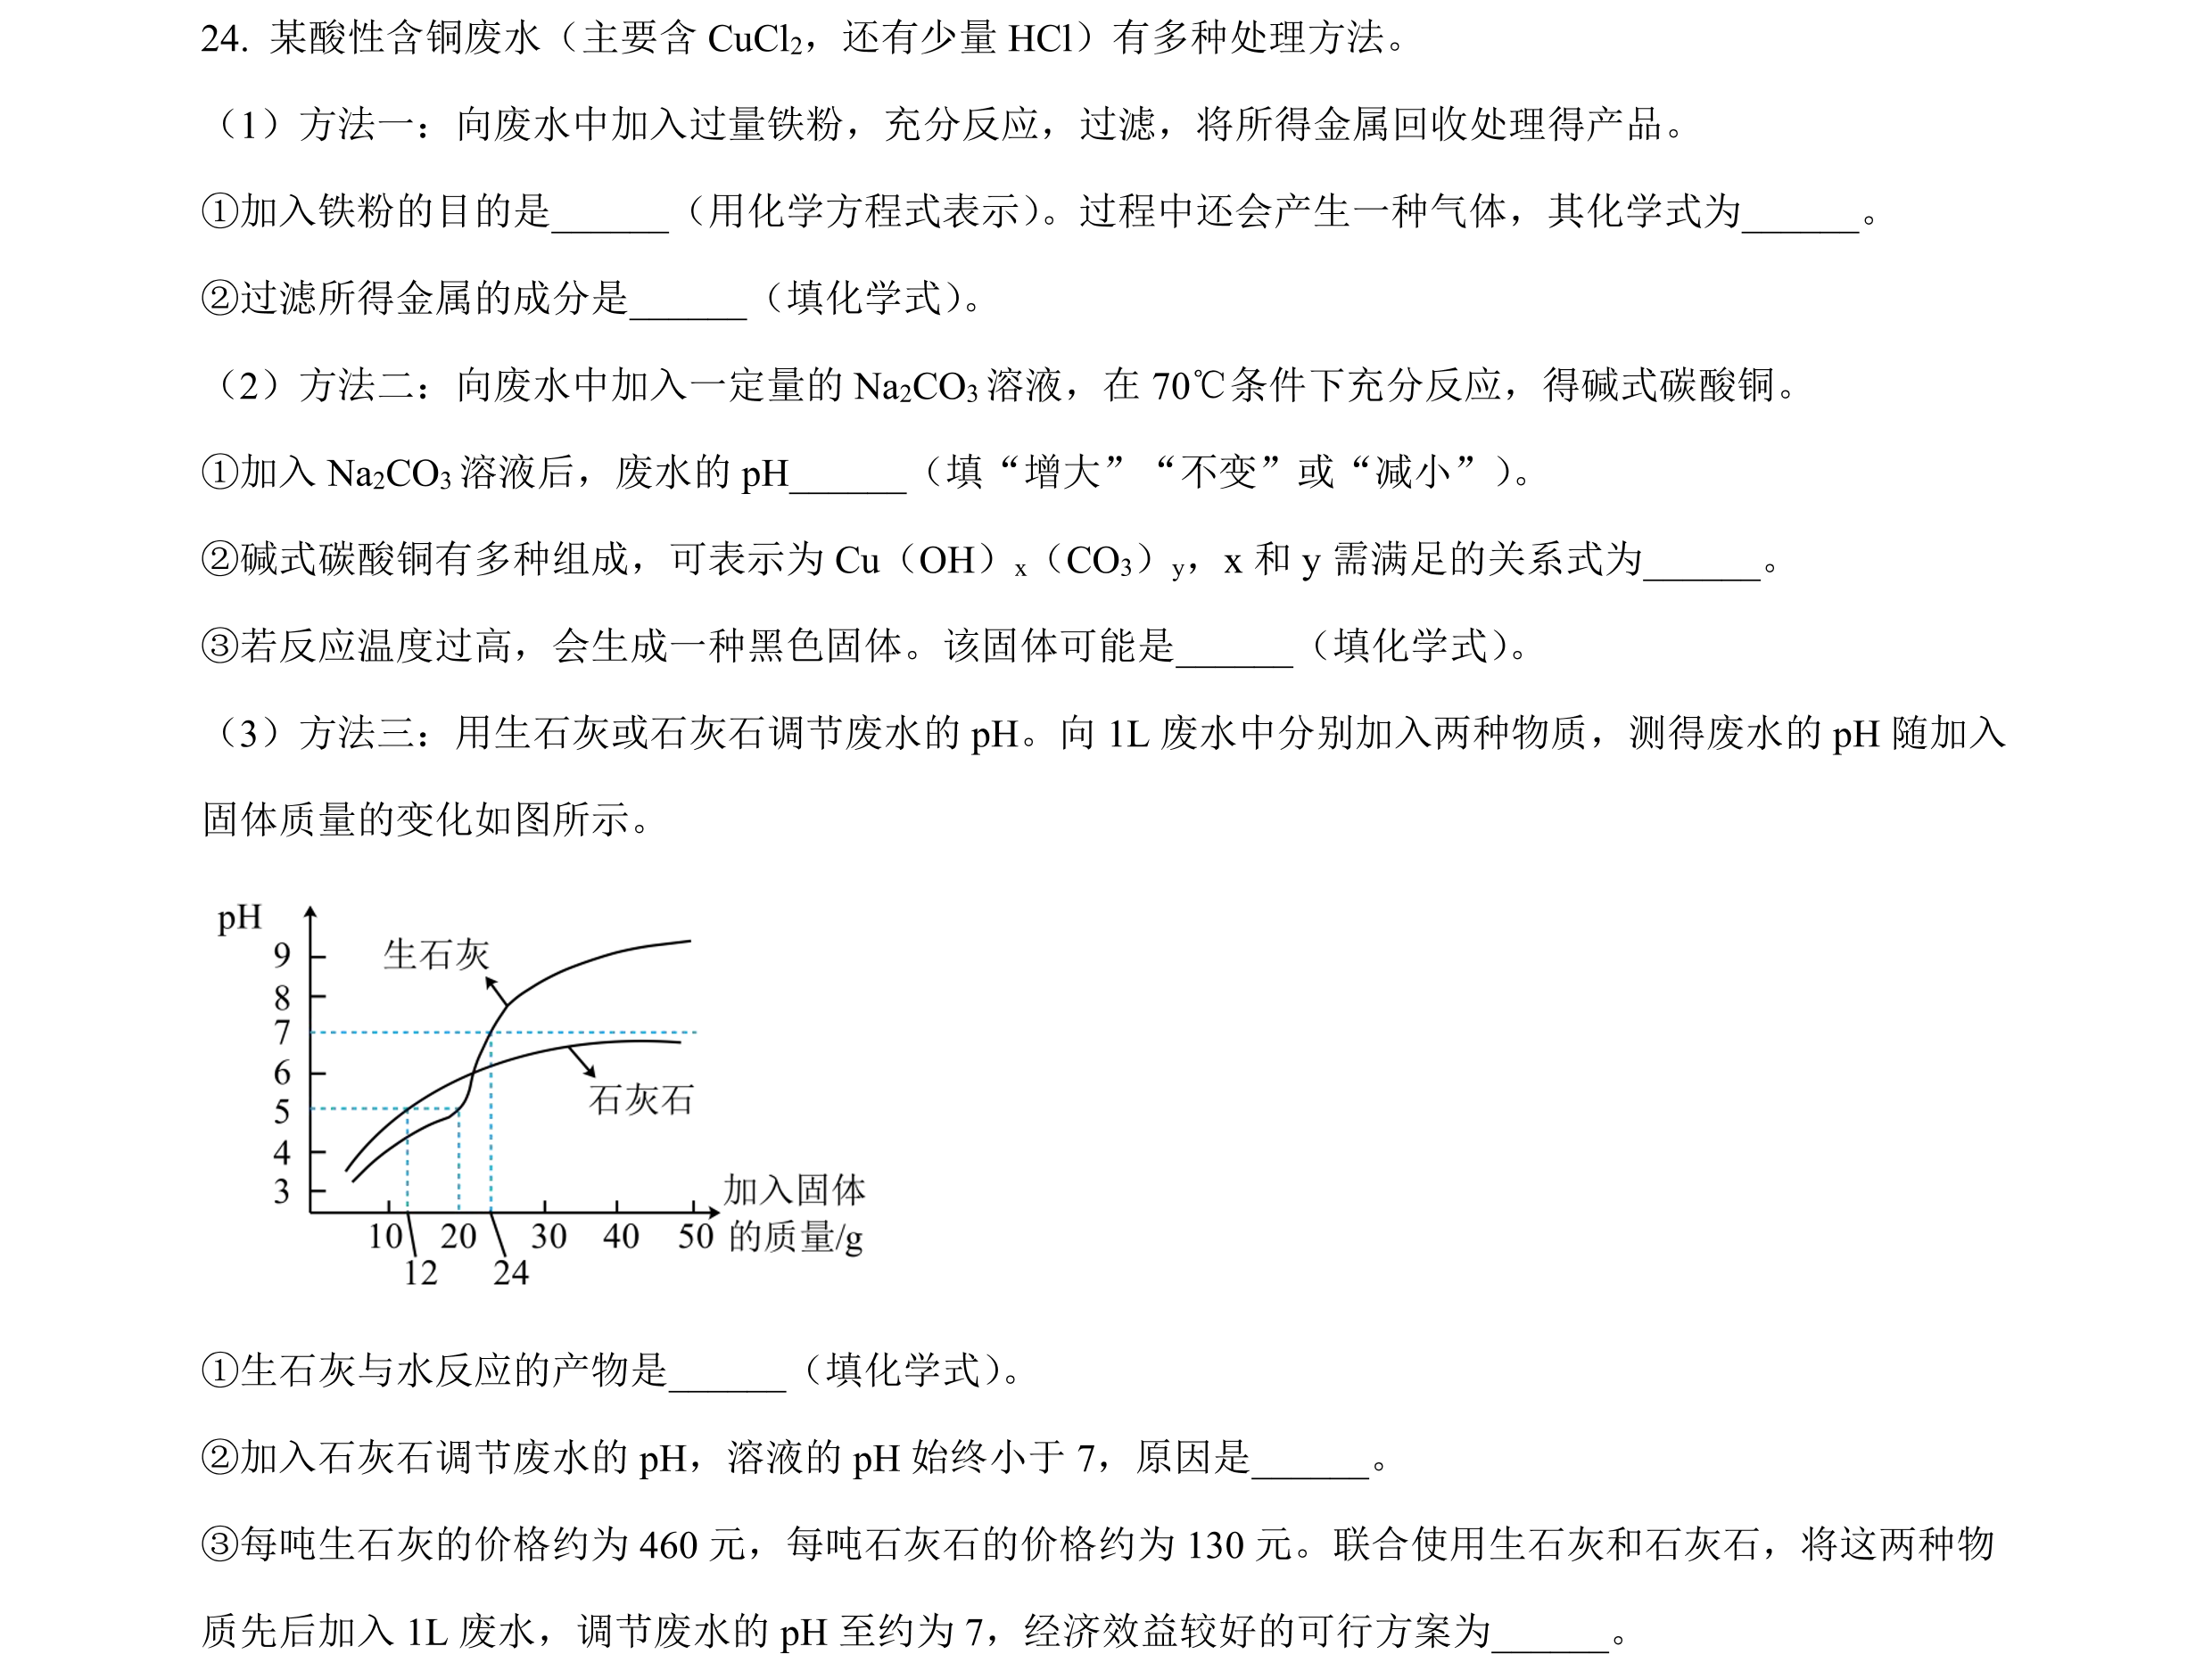 24. 某酸性含铜废水（主要含 CuCl₂，还有少量 HCl）有多种处理方法。
（1）方法一：向废水中加入过量铁粉，充分反应，过滤，将所得金属回收处理得产品。
①加入铁粉的目的是______（用化学方程式表示）。过程中还会产生一种气体，其化学式为______。
②过滤所得金属的成分是______（填化学式）。
（2）方法二：向废水中加入一定量的 Na₂CO₃ 溶液，在 70℃条件下充分反应，得碱式碳酸铜。
①加入 Na₂CO₃ 溶液后，废水的 pH______（填“增大”“不变”或“减小”）。
②碱式碳酸铜有多种组成，可表示为 Cu（OH）ₓ（CO₃）y，x 和 y 需满足的关系式为______。
③若反应温度过高，会生成一种黑色固体。该固体可能是______（填化学式）。
（3）方法三：用生石灰或石灰石调节废水的 pH。向 1L 废水中分别加入两种物质，测得废水的 pH 随加入
固体质量的变化如图所示。
pH
9
生石灰
8
7
6
5
石灰石
4
3
加入固体
的质量/g
10 20 30 40 50
12 24
①生石灰与水反应的产物是______（填化学式）。
②加入石灰石调节废水的 pH，溶液的 pH 始终小于 7，原因是______。
③每吨生石灰的价格约为 460 元，每吨石灰石的价格约为 130 元。联合使用生石灰和石灰石，将这两种物
质先后加入 1L 废水，调节废水的 pH 至约为 7，经济效益较好的可行方案为______。